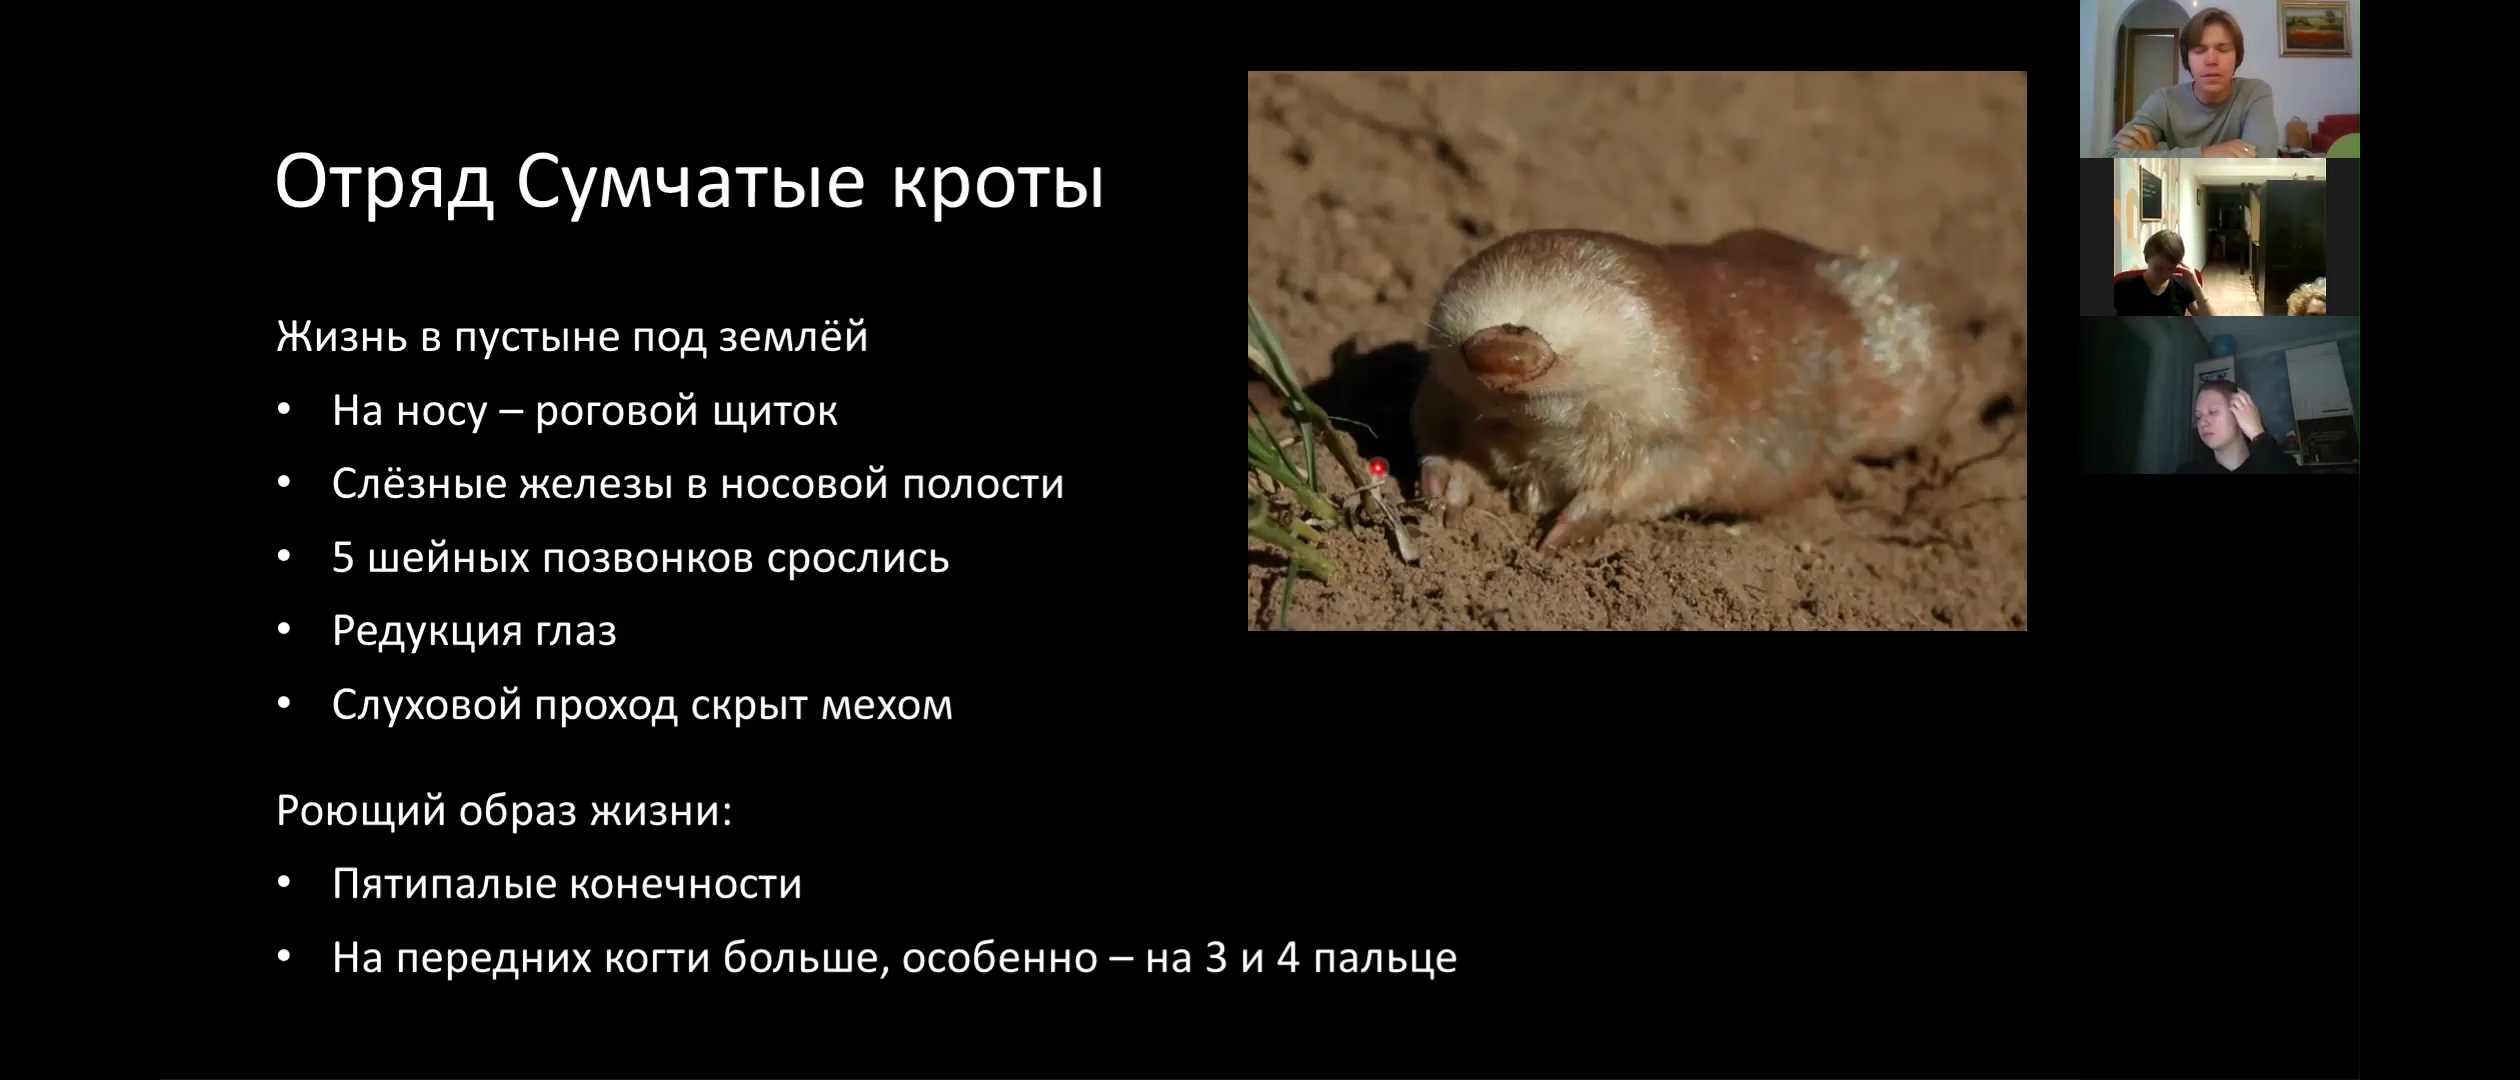 Отряд Сумчатые кроты
Жизнь в пустыне под землёй
• На носу – роговой щиток
• Слёзные железы в носовой полости
• 5 шейных позвонков срослись
• Редукция глаз
• Слуховой проход скрыт мехом
Роющий образ жизни:
• Пятипалые конечности
• На передних когти больше, особенно – на 3 и 4 пальце